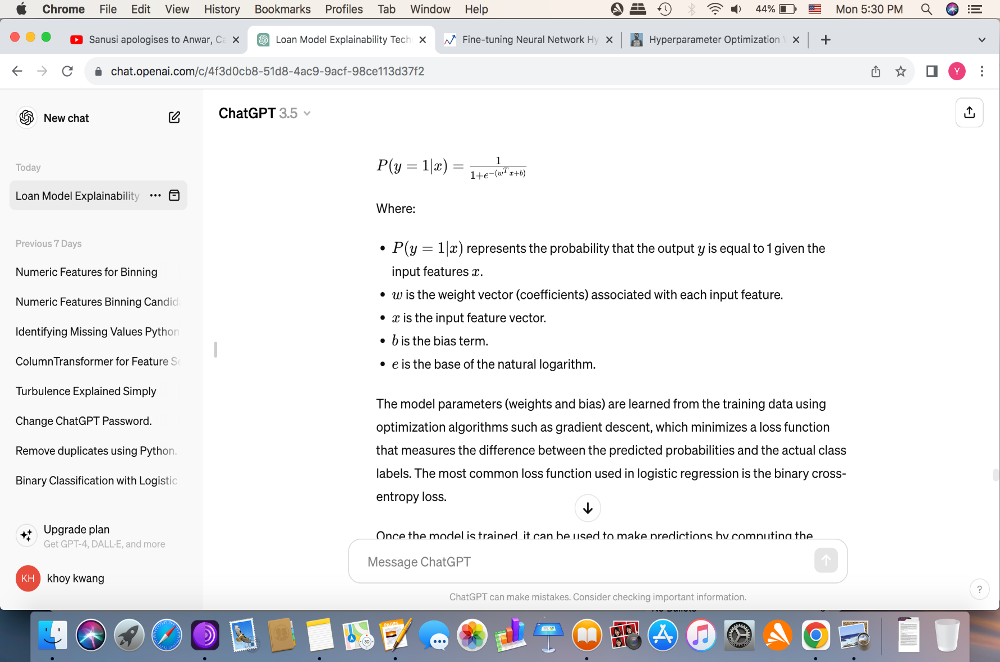 Chrome File Edit View History Bookmarks Profiles Tab Window Help 44% Mon 5:30 PM
Sanusi apologises to Anwar, Ca Loan Model Explainability Tech Fine-tuning Neural Network Hy Hyperparameter Optimization
chat.openai.com/c/4f3d0cb8-51d8-4ac9-9acf-98ce113d37f2 Y
New chat
ChatGPT 3.5
Today
Loan Model Explainability
Previous 7 Days
Numeric Features for Binning
Numeric Features Binning Candid
Identifying Missing Values Python
ColumnTransformer for Feature Se
Turbulence Explained Simply
Change ChatGPT Password.
Remove duplicates using Python.
Binary Classification with Logistic
Upgrade plan
Get GPT-4, DALL·E, and more
KH khoy kwang
P(y = 1|x) = 1 / 1+e^−(w^T x+b)
Where:
• P(y = 1|x) represents the probability that the output y is equal to 1 given the
input features x.
• w is the weight vector (coefficients) associated with each input feature.
• x is the input feature vector.
• b is the bias term.
• e is the base of the natural logarithm.
The model parameters (weights and bias) are learned from the training data using
optimization algorithms such as gradient descent, which minimizes a loss function
that measures the difference between the predicted probabilities and the actual class
labels. The most common loss function used in logistic regression is the binary cross-
entropy loss.
Once the model is trained, it can be used to make predictions by computing the
Message ChatGPT
ChatGPT can make mistakes. Consider checking important information.
?
No Bullets
PAGES
3D